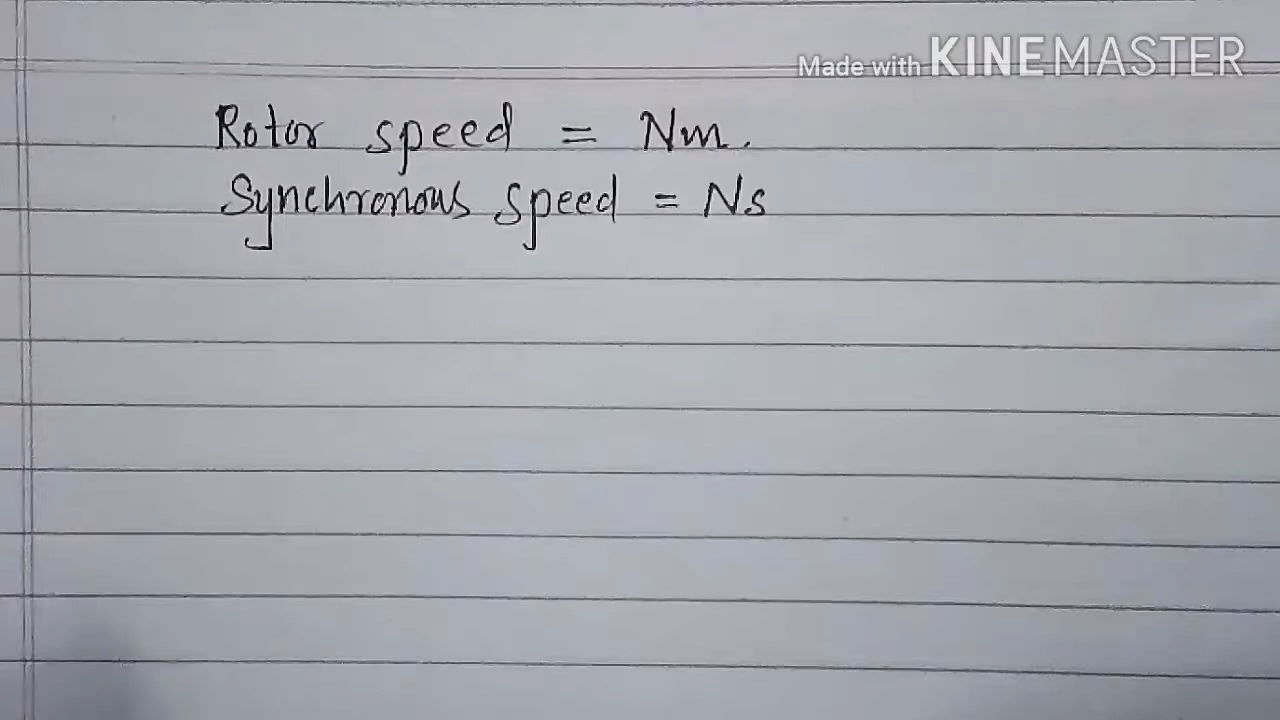 Made with KINEMASTER
Rotor speed = Nm.
Synchronous speed = Ns